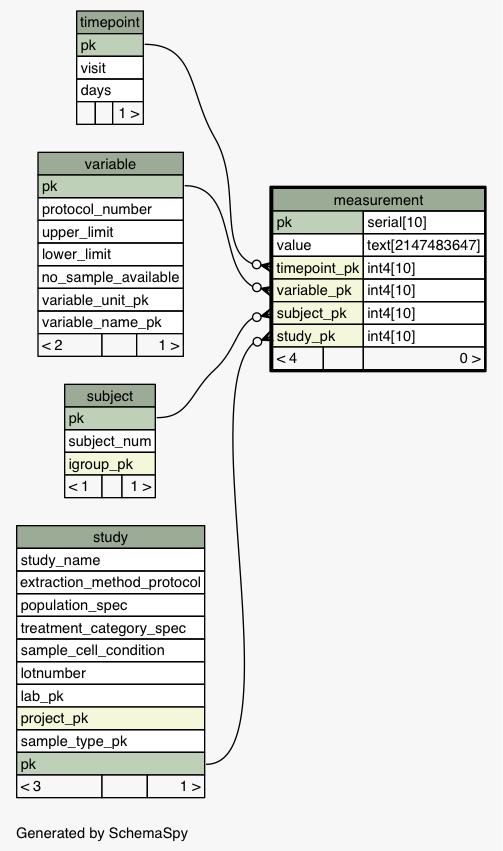 timepoint
pk
visit
days
1 >
variable
pk
protocol_number
upper_limit
lower_limit
no_sample_available
variable_unit_pk
variable_name_pk
< 2 1 >
measurement
pk serial[10]
value text[2147483647]
timepoint_pk int4[10]
variable_pk int4[10]
subject_pk int4[10]
study_pk int4[10]
< 4 0 >
subject
pk
subject_num
igroup_pk
< 1 1 >
study
study_name
extraction_method_protocol
population_spec
treatment_category_spec
sample_cell_condition
lotnumber
lab_pk
project_pk
sample_type_pk
pk
< 3 1 >
Generated by SchemaSpy